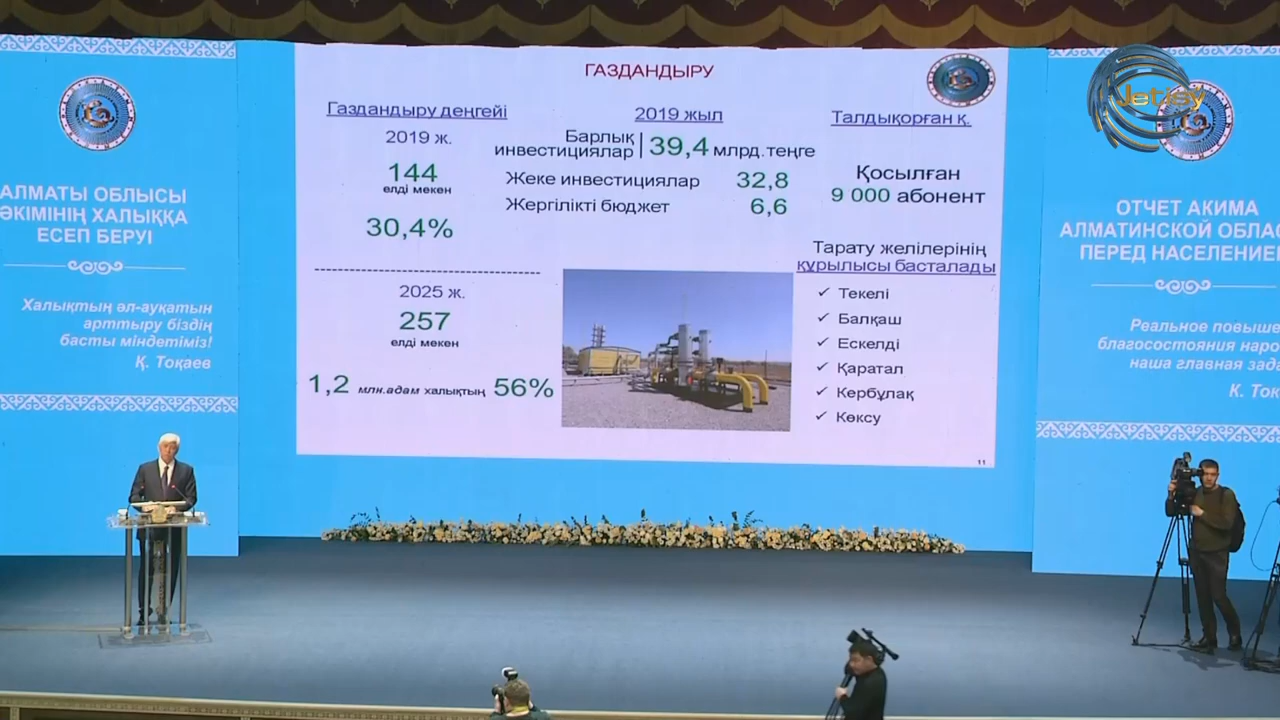 Jetisy
АЛМАТЫ ОБЛЫСЫ
ӘКІМІНІҢ ХАЛЫҚҚА
ЕСЕП БЕРУІ
Халықтың әл-ауқатын
арттыру біздің
басты міндетіміз!
Қ. Тоқаев
ГАЗДАНДЫРУ
Газдандыру деңгейі
2019 ж.
144
елді мекен
30,4%
2025 ж.
257
елді мекен
1,2 млн.адам халықтың 56%
2019 жыл
Барлық
инвестициялар | 39,4 млрд.теңге
Жеке инвестициялар 32,8
Жергілікті бюджет 6,6
Талдықорған қ.
Қосылған
9 000 абонент
Тарату желілерінің
құрылысы басталады
✓ Текелі
✓ Балқаш
✓ Ескелді
✓ Қаратал
✓ Кербұлақ
✓ Көксу
11
ОТЧЕТ АКИМА
АЛМАТИНСКОЙ ОБЛАС
ПЕРЕД НАСЕЛЕНИЕМ
Реальное повыше
благосостояния наро
наша главная зада
К. Ток